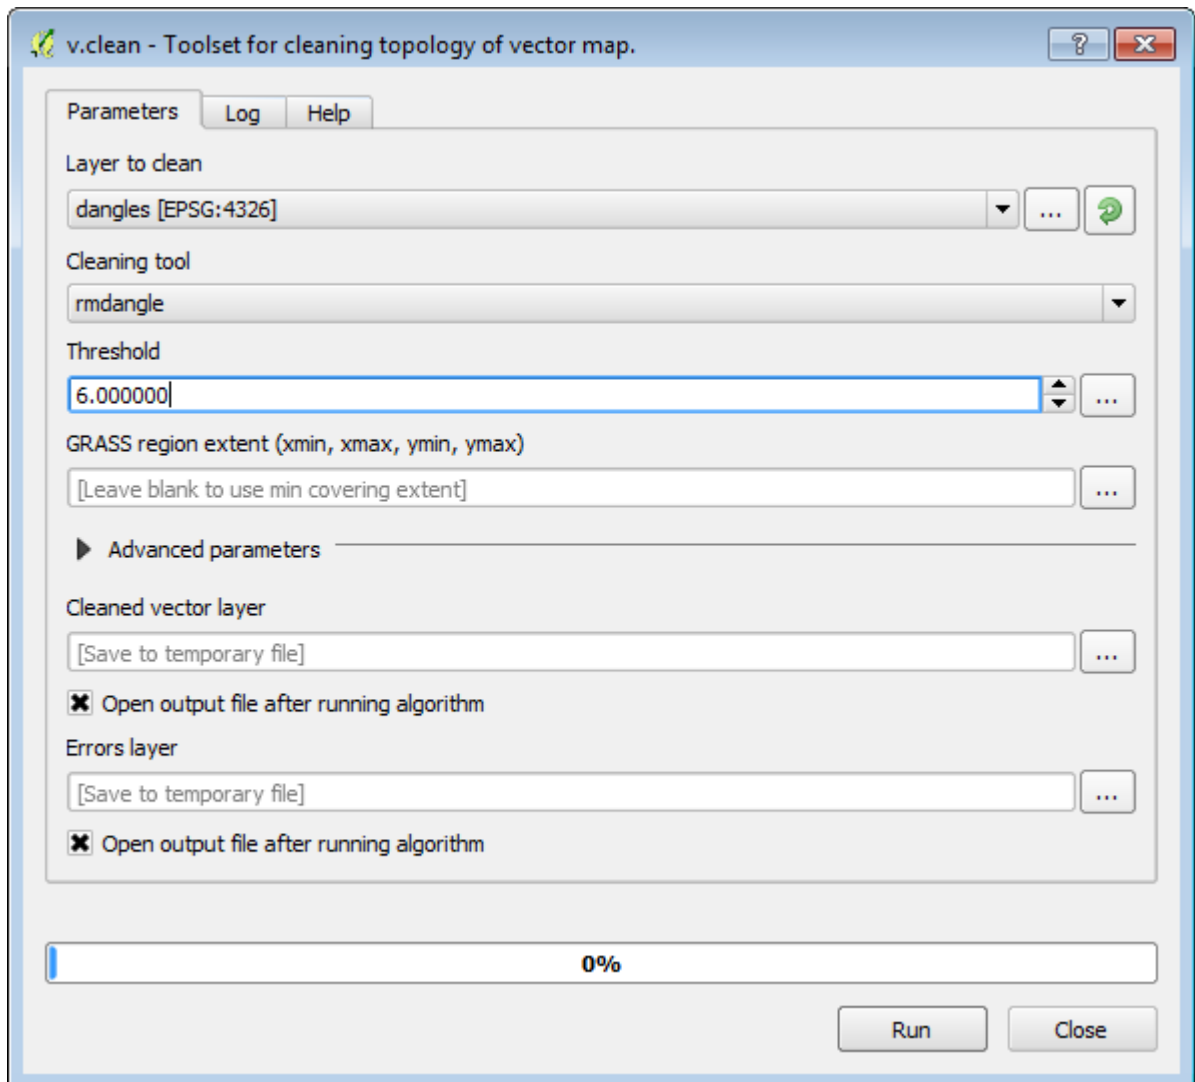 v.clean - Toolset for cleaning topology of vector map.
?
Parameters Log Help
Layer to clean
dangles [EPSG:4326] ...
Cleaning tool
rmdangle
Threshold
6.000000 ...
GRASS region extent (xmin, xmax, ymin, ymax)
[Leave blank to use min covering extent] ...
Advanced parameters
Cleaned vector layer
[Save to temporary file] ...
Open output file after running algorithm
Errors layer
[Save to temporary file] ...
Open output file after running algorithm
0%
Run Close